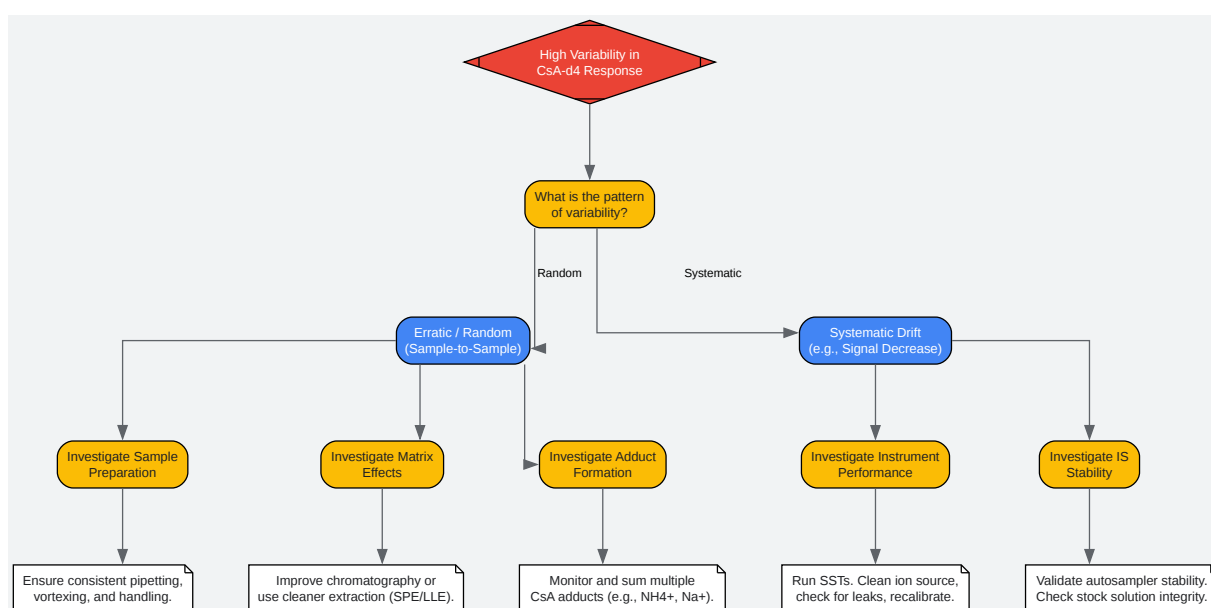 High Variability in
CsA-d4 Response
What is the pattern
of variability?
Random
Systematic
Erratic / Random
(Sample-to-Sample)
Systematic Drift
(e.g., Signal Decrease)
Investigate Sample
Preparation
Investigate Matrix
Effects
Investigate Adduct
Formation
Investigate Instrument
Performance
Investigate IS
Stability
Ensure consistent pipetting,
vortexing, and handling.
Improve chromatography or
use cleaner extraction (SPE/LLE).
Monitor and sum multiple
CsA adducts (e.g., NH4+, Na+).
Run SSTs. Clean ion source,
check for leaks, recalibrate.
Validate autosampler stability.
Check stock solution integrity.